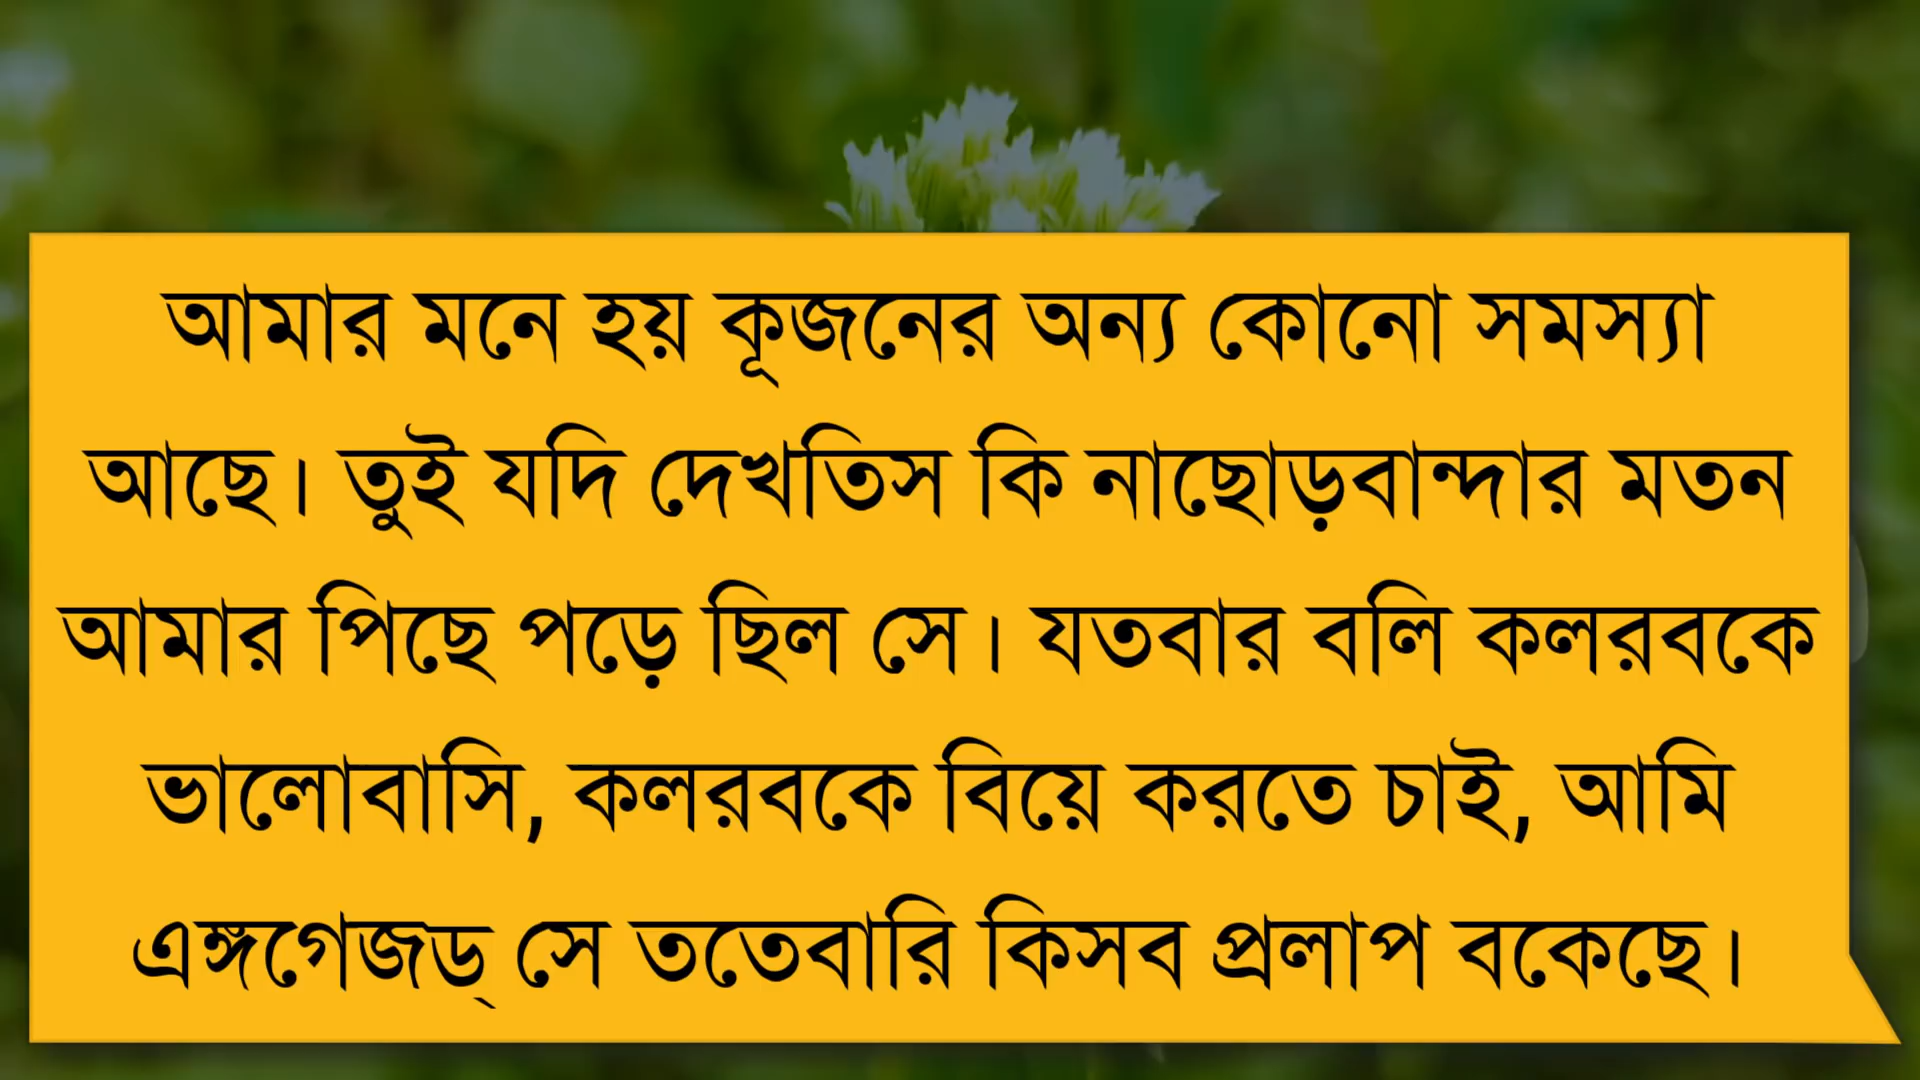 আমার মনে হয় কূজনের অন্য কোনো সমস্যা
আছে। তুই যদি দেখতিস কি নাছোড়বান্দার মতন
আমার পিছে পড়ে ছিল সে। যতবার বলি কলরবকে
ভালোবাসি, কলরবকে বিয়ে করতে চাই, আমি
এঙ্গগেজড্ সে ততেবারি কিসব প্রলাপ বকেছে।